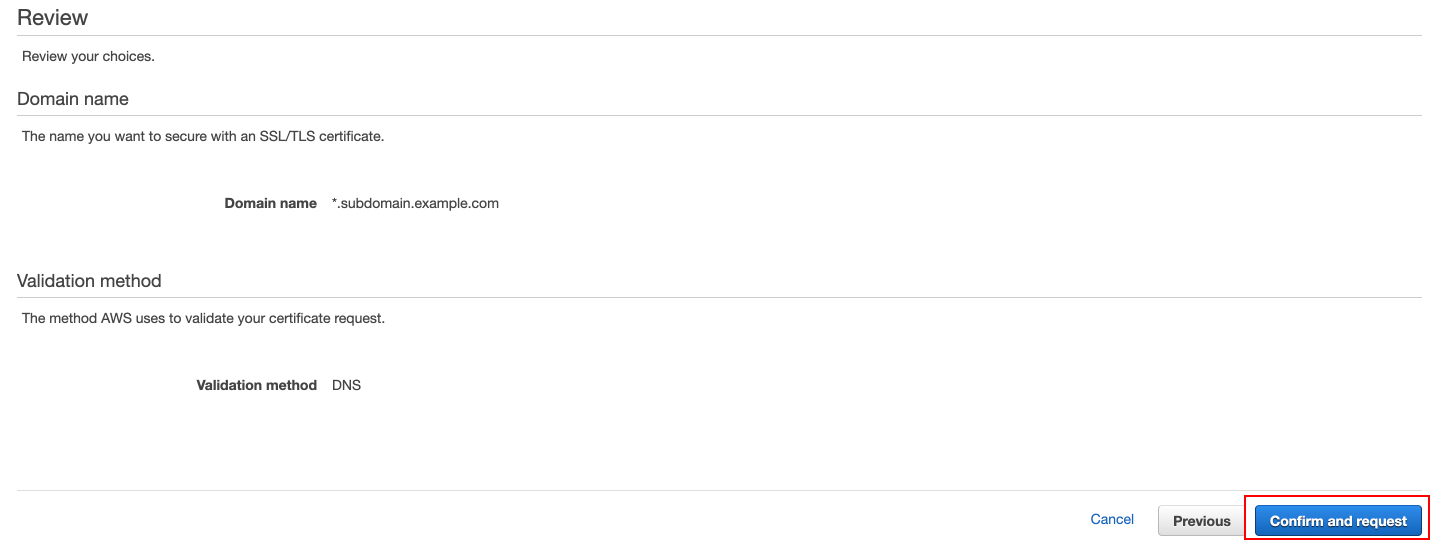 Review
Review your choices.
Domain name
The name you want to secure with an SSL/TLS certificate.
Domain name *.subdomain.example.com
Validation method
The method AWS uses to validate your certificate request.
Validation method DNS
Cancel Previous Confirm and request